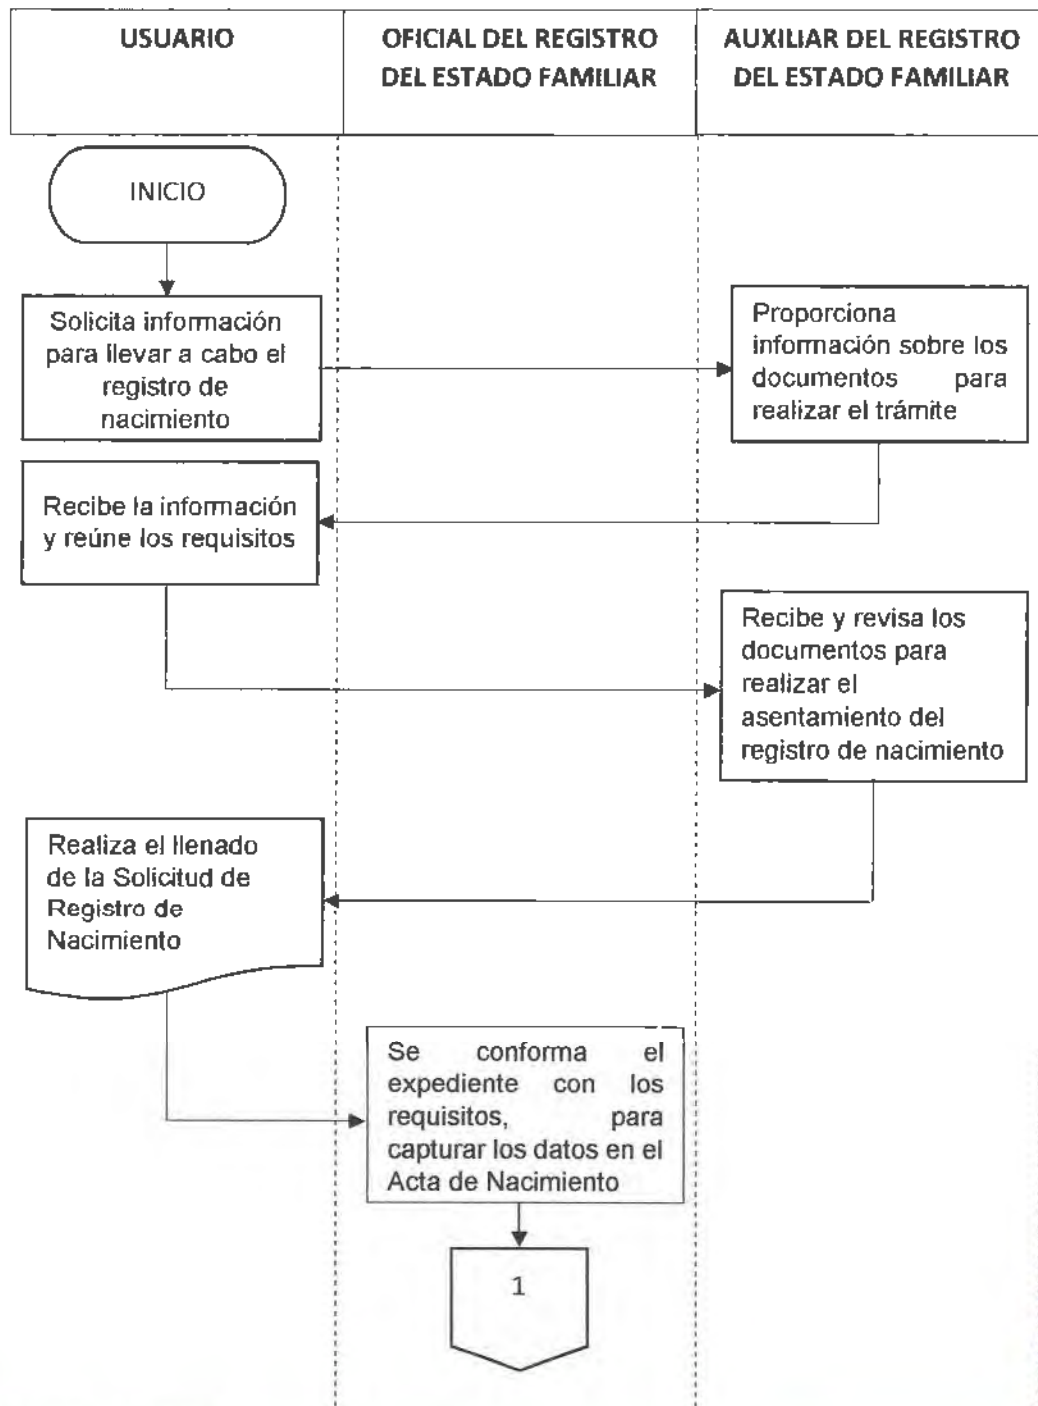 USUARIO
OFICIAL DEL REGISTRO
DEL ESTADO FAMILIAR
AUXILIAR DEL REGISTRO
DEL ESTADO FAMILIAR
INICIO
Solicita información
para llevar a cabo el
registro de
nacimiento
Proporciona
información sobre los
documentos para
realizar el trámite
Recibe la información
y reúne los requisitos
Recibe y revisa los
documentos para
realizar el
asentamiento del
registro de nacimiento
Realiza el llenado
de la Solicitud de
Registro de
Nacimiento
Se conforma el
expediente con los
requisitos, para
capturar los datos en el
Acta de Nacimiento
1